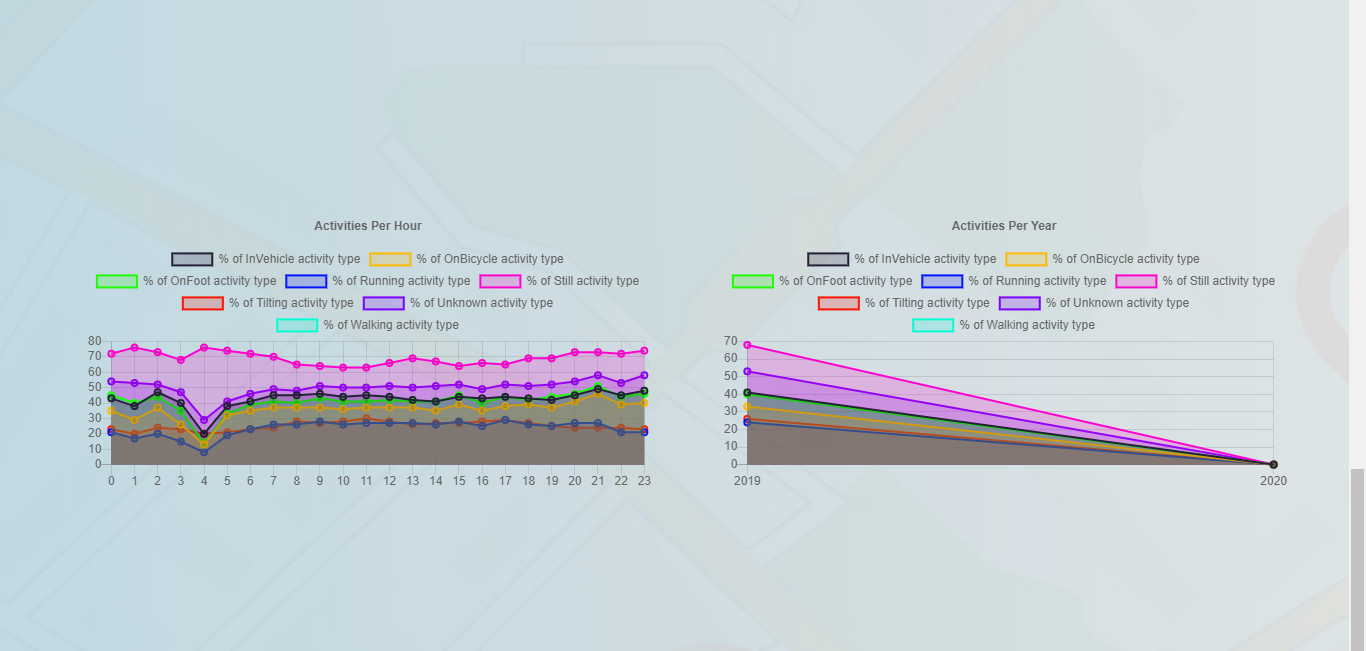 Activities Per Hour
% of InVehicle activity type % of OnBicycle activity type
% of OnFoot activity type % of Running activity type % of Still activity type
% of Tilting activity type % of Unknown activity type
% of Walking activity type
80
70
60
50
40
30
20
10
0
0 1 2 3 4 5 6 7 8 9 10 11 12 13 14 15 16 17 18 19 20 21 22 23
Activities Per Year
% of InVehicle activity type % of OnBicycle activity type
% of OnFoot activity type % of Running activity type % of Still activity type
% of Tilting activity type % of Unknown activity type
% of Walking activity type
70
60
50
40
30
20
10
0
2019 2020